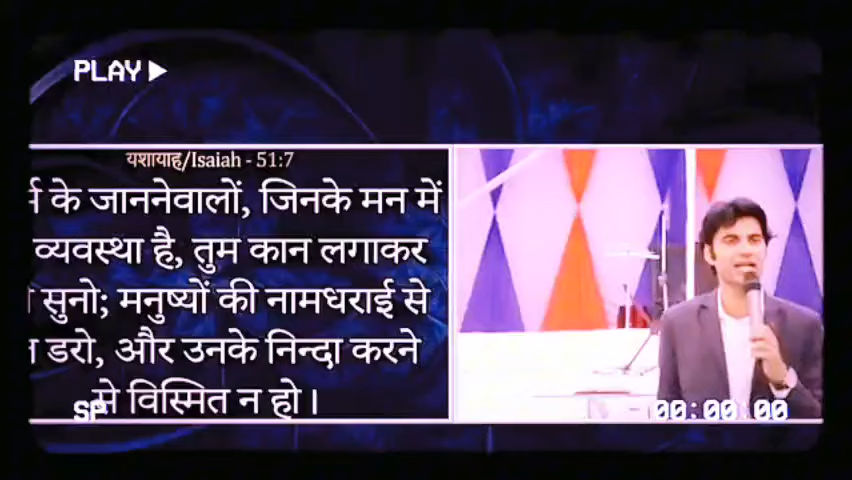 PLAY
यशायाह/Isaiah - 51:7
के जाननेवालों, जिनके मन में
व्यवस्था है, तुम कान लगाकर
सुनो; मनुष्यों की नामधराई से
डरो, और उनके निन्दा करने
से विस्मित न हो।
SP
00:00:00